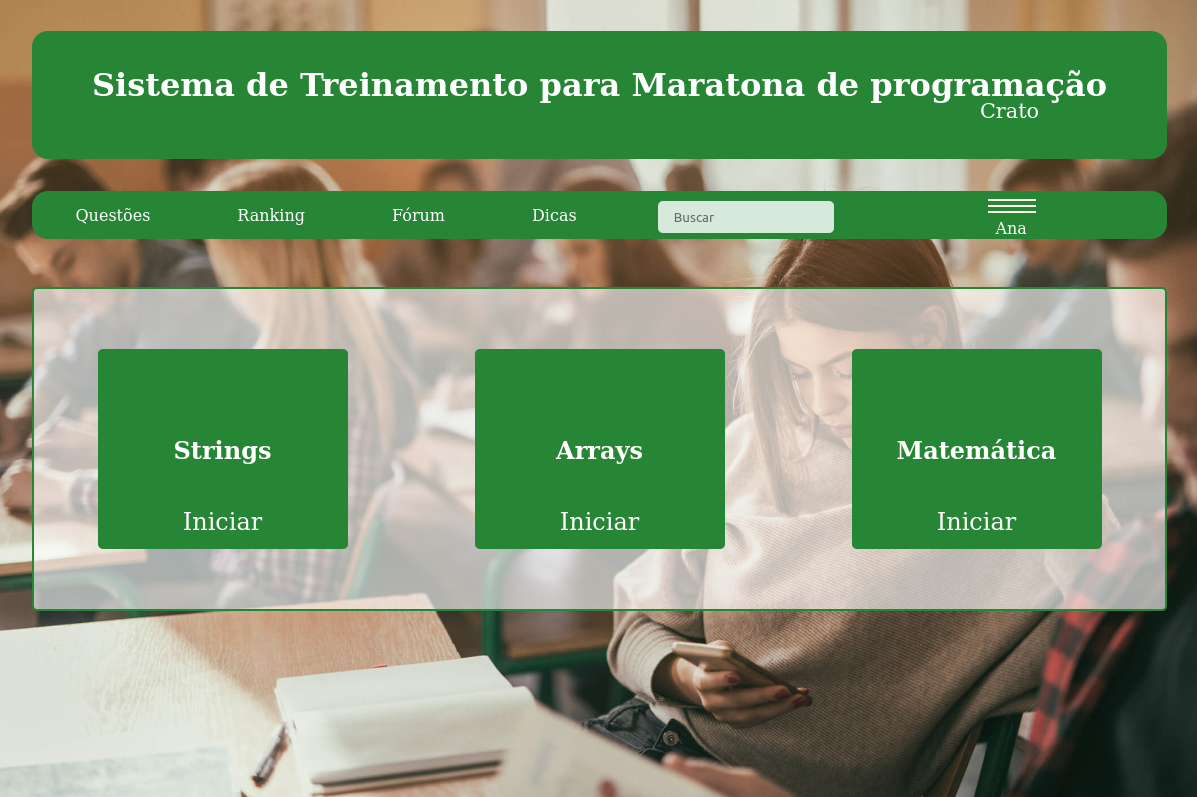 Sistema de Treinamento para Maratona de programação
Crato
Questões Ranking Fórum Dicas Buscar Ana
Strings Arrays Matemática
Iniciar Iniciar Iniciar